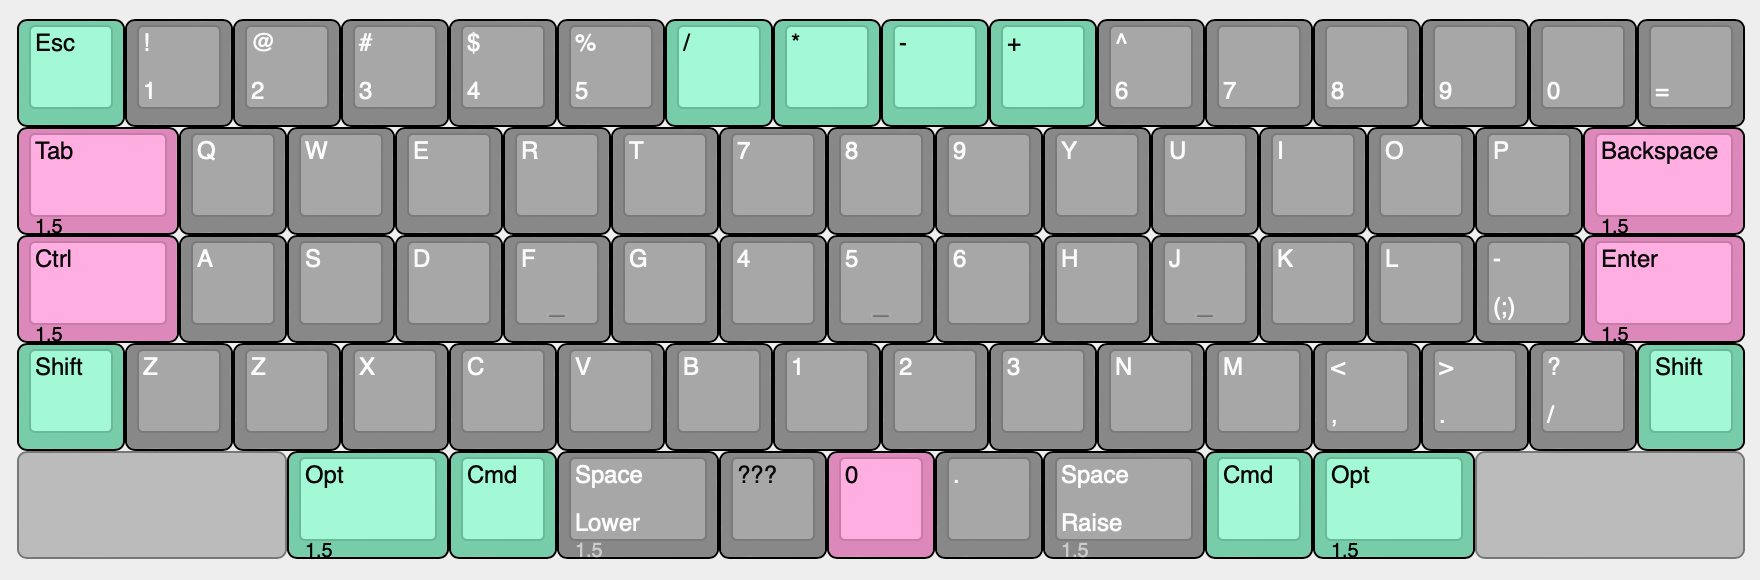 Esc ! @ # $ % / * - + ^
1 2 3 4 5 6 7 8 9 0 =
Tab Q W E R T 7 8 9 Y U I O P Backspace
1.5 1.5
Ctrl A S D F G 4 5 6 H J K L - Enter
_ _ _ (;)
1.5 1.5
Shift Z Z X C V B 1 2 3 N M < > ? Shift
, . /
Opt Cmd Space ??? 0 . Space Cmd Opt
Lower Raise
1.5 1.5 1.5 1.5